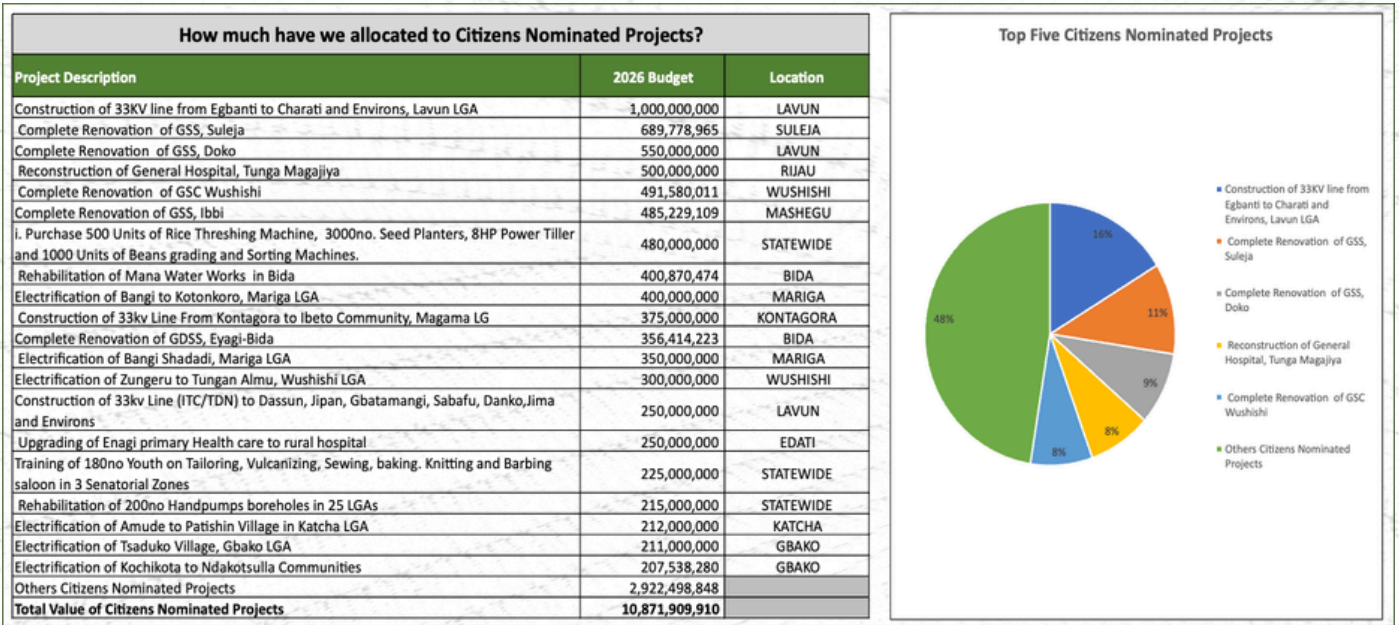 How much have we allocated to Citizens Nominated Projects?
Project Description 2026 Budget Location
Construction of 33KV line from Egbanti to Charati and Environs, Lavun LGA 1,000,000,000 LAVUN
Complete Renovation of GSS, Suleja 689,778,965 SULEJA
Complete Renovation of GSS, Doko 550,000,000 LAVUN
Reconstruction of General Hospital, Tunga Magajiya 500,000,000 RIJAU
Complete Renovation of GSC Wushishi 491,580,011 WUSHISHI
Complete Renovation of GSS, Ibbi 485,229,109 MASHEGU
i. Purchase 500 Units of Rice Threshing Machine, 3000no. Seed Planters, 8HP Power Tiller
and 1000 Units of Beans grading and Sorting Machines. 480,000,000 STATEWIDE
Rehabilitation of Mana Water Works in Bida 400,870,474 BIDA
Electrification of Bangi to Kotonkoro, Mariga LGA 400,000,000 MARIGA
Construction of 33kv Line From Kontagora to Ibeto Community, Magama LG 375,000,000 KONTAGORA
Complete Renovation of GDSS, Eyagi-Bida 356,414,223 BIDA
Electrification of Bangi Shadadi, Mariga LGA 350,000,000 MARIGA
Electrification of Zungeru to Tungan Almu, Wushishi LGA 300,000,000 WUSHISHI
Construction of 33kv Line (ITC/TDN) to Dassun, Jipan, Gbatamangi, Sabafu, Danko,Jima
and Environs 250,000,000 LAVUN
Upgrading of Enagi primary Health care to rural hospital 250,000,000 EDATI
Training of 180no Youth on Tailoring, Vulcanizing, Sewing, baking. Knitting and Barbing
saloon in 3 Senatorial Zones 225,000,000 STATEWIDE
Rehabilitation of 200no Handpumps boreholes in 25 LGAs 215,000,000 STATEWIDE
Electrification of Amude to Patishin Village in Katcha LGA 212,000,000 KATCHA
Electrification of Tsaduko Village, Gbako LGA 211,000,000 GBAKO
Electrification of Kochikota to Ndakotsulla Communities 207,538,280 GBAKO
Others Citizens Nominated Projects 2,922,498,848
Total Value of Citizens Nominated Projects 10,871,909,910
Top Five Citizens Nominated Projects
16%
11%
9%
8%
8%
48%
Construction of 33KV line from
Egbanti to Charati and
Environs, Lavun LGA
Complete Renovation of GSS,
Suleja
Complete Renovation of GSS,
Doko
Reconstruction of General
Hospital, Tunga Magajiya
Complete Renovation of GSC
Wushishi
Others Citizens Nominated
Projects